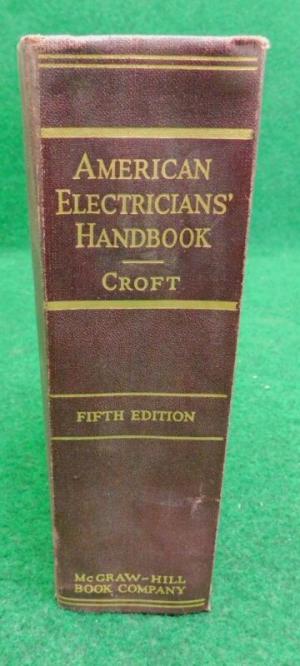 AMERICAN
ELECTRICIANS'
HANDBOOK
CROFT
FIFTH EDITION
MCGRAW-HILL
BOOK COMPANY